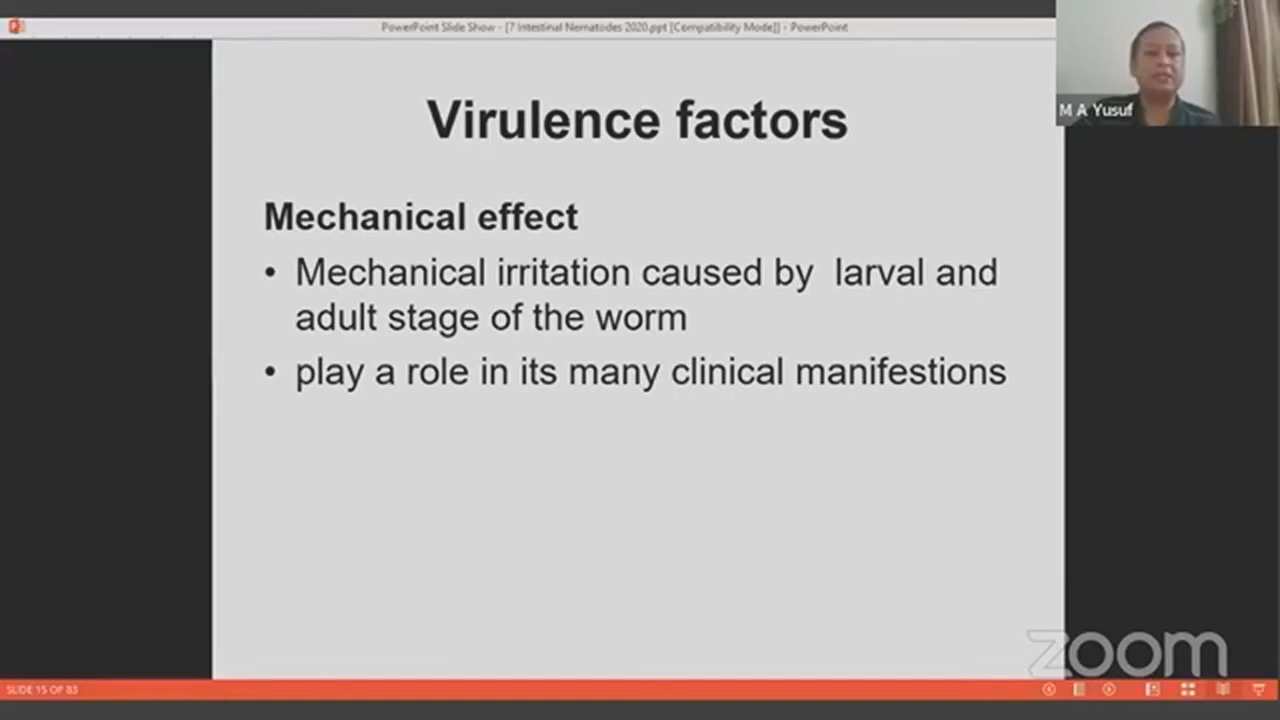 PowerPoint Slide Show - [7 Intestinal Nematodes 2020.ppt [Compatibility Mode]] - PowerPoint
M A Yusuf
Virulence factors
Mechanical effect
• Mechanical irritation caused by larval and
adult stage of the worm
• play a role in its many clinical manifestions
zoom
SLIDE 15 OF 83